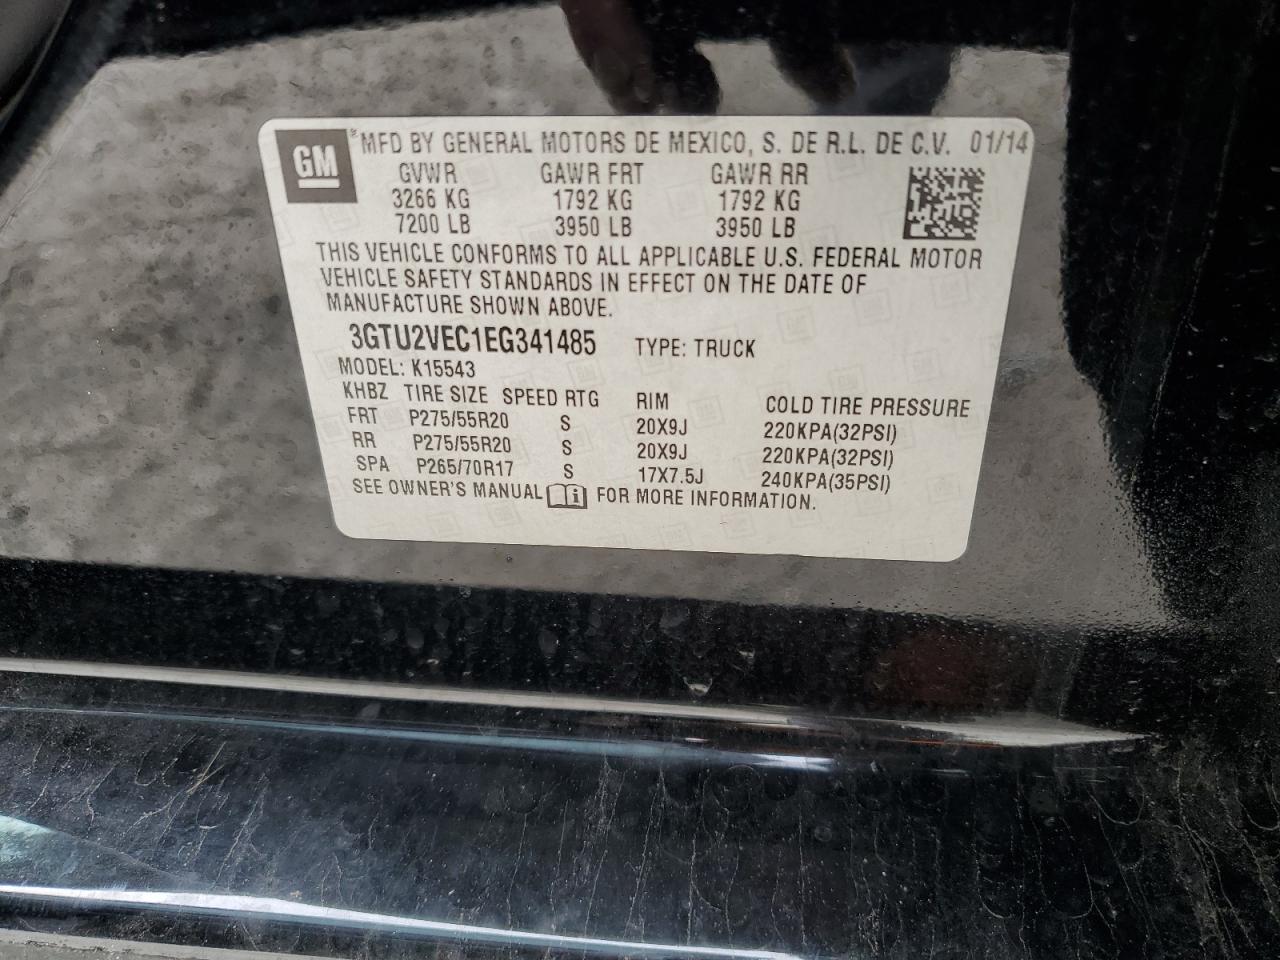 GM MFD BY GENERAL MOTORS DE MEXICO, S. DE R.L. DE C.V. 01/14
GVWR GAWR FRT GAWR RR
3266 KG 1792 KG 1792 KG
7200 LB 3950 LB 3950 LB
THIS VEHICLE CONFORMS TO ALL APPLICABLE U.S. FEDERAL MOTOR
VEHICLE SAFETY STANDARDS IN EFFECT ON THE DATE OF
MANUFACTURE SHOWN ABOVE.
3GTU2VEC1EG341485 TYPE: TRUCK
MODEL: K15543
KHBZ TIRE SIZE SPEED RTG RIM COLD TIRE PRESSURE
FRT P275/55R20 S 20X9J 220KPA(32PSI)
RR P275/55R20 S 20X9J 220KPA(32PSI)
SPA P265/70R17 S 17X7.5J 240KPA(35PSI)
SEE OWNER'S MANUAL FOR MORE INFORMATION.